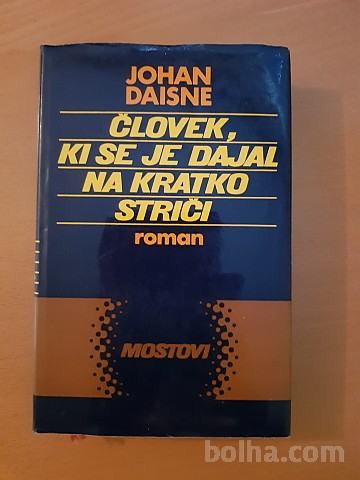 JOHAN
DAISNE
ČLOVEK,
KI SE JE DAJAL
NA KRATKO
STRIČI
roman
MOSTOVI
bolha.com